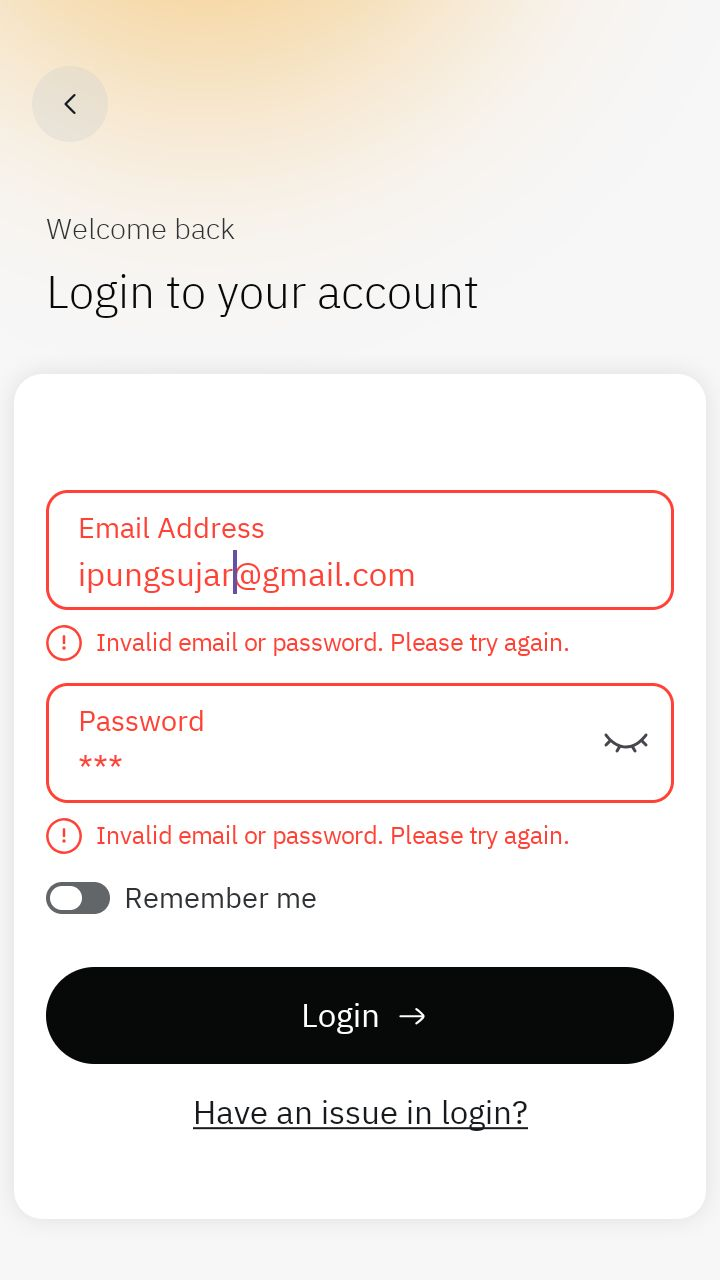 Welcome back
Login to your account
Email Address
ipungsujar@gmail.com
Invalid email or password. Please try again.
Password
***
Invalid email or password. Please try again.
Remember me
Login
Have an issue in login?